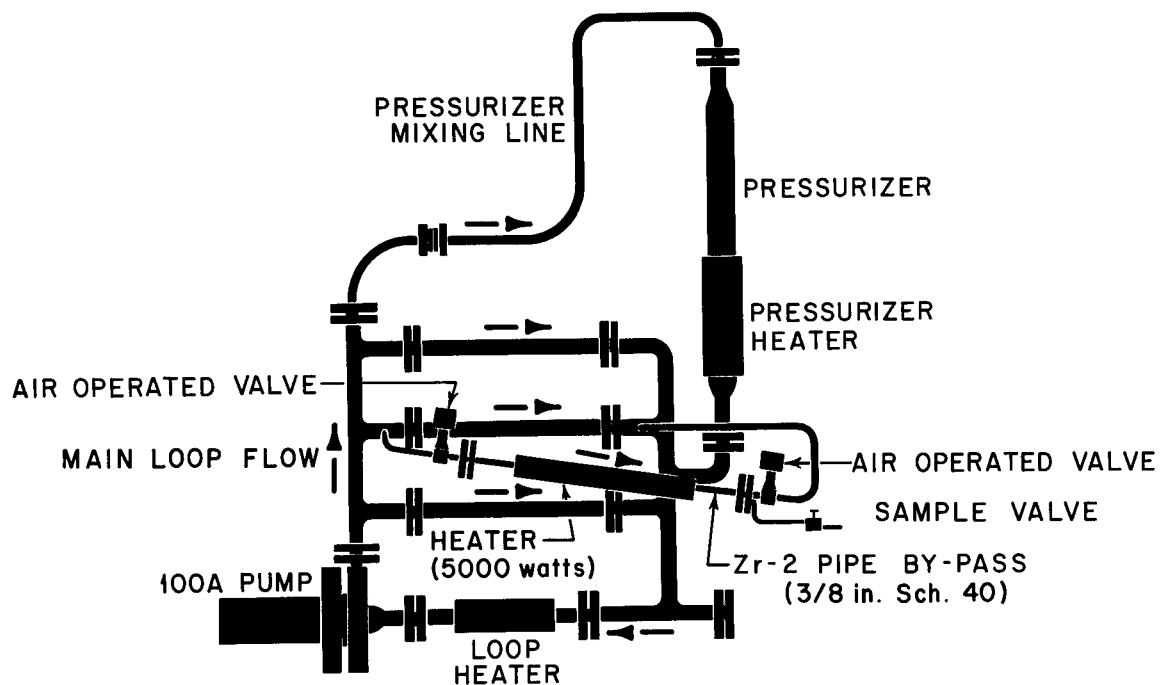 PRESSURIZER
MIXING LINE
PRESSURIZER
PRESSURIZER
HEATER
AIR OPERATED VALVE
MAIN LOOP FLOW
AIR OPERATED VALVE
SAMPLE VALVE
HEATER
(5000 watts)
Zr-2 PIPE BY-PASS
(3/8 in. Sch. 40)
100A PUMP
LOOP
HEATER